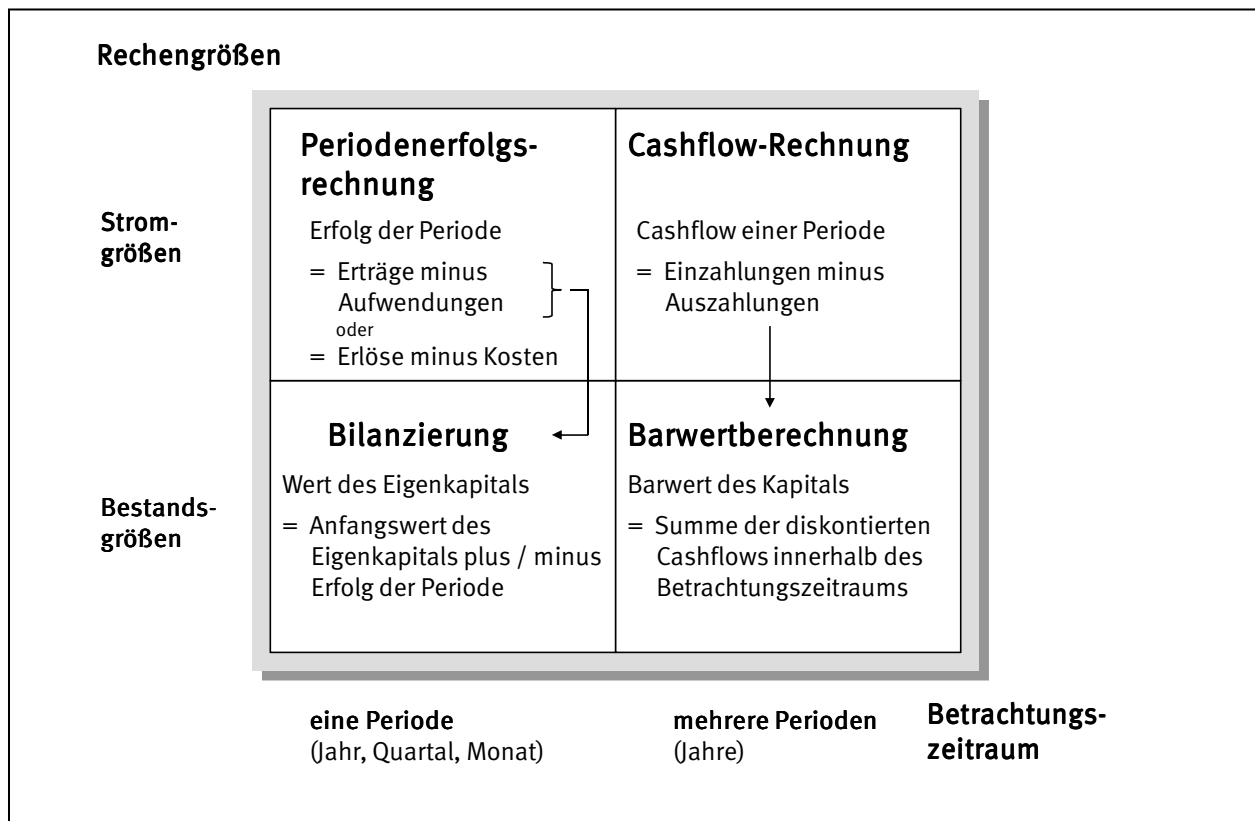 Rechengrößen
Strom-
größen
Periodenerfolgs-
rechnung
Erfolg der Periode
= Erträge minus
Aufwendungen
oder
= Erlöse minus Kosten
Cashflow-Rechnung
Cashflow einer Periode
= Einzahlungen minus
Auszahlungen
Bestands-
größen
Bilanzierung
Wert des Eigenkapitals
= Anfangswert des
Eigenkapitals plus / minus
Erfolg der Periode
Barwertberechnung
Barwert des Kapitals
= Summe der diskontierten
Cashflows innerhalb des
Betrachtungszeitraums
eine Periode
(Jahr, Quartal, Monat)
mehrere Perioden
(Jahre)
Betrachtungs-
zeitraum